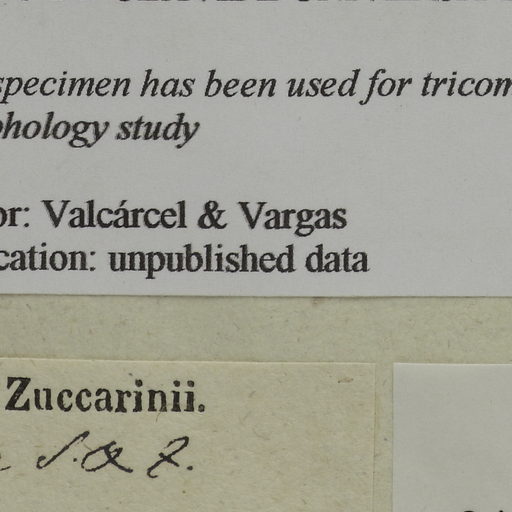 specimen has been used for tricom
phology study
or: Valcárcel & Vargas
cation: unpublished data
Zuccarinii.
S. & Z.